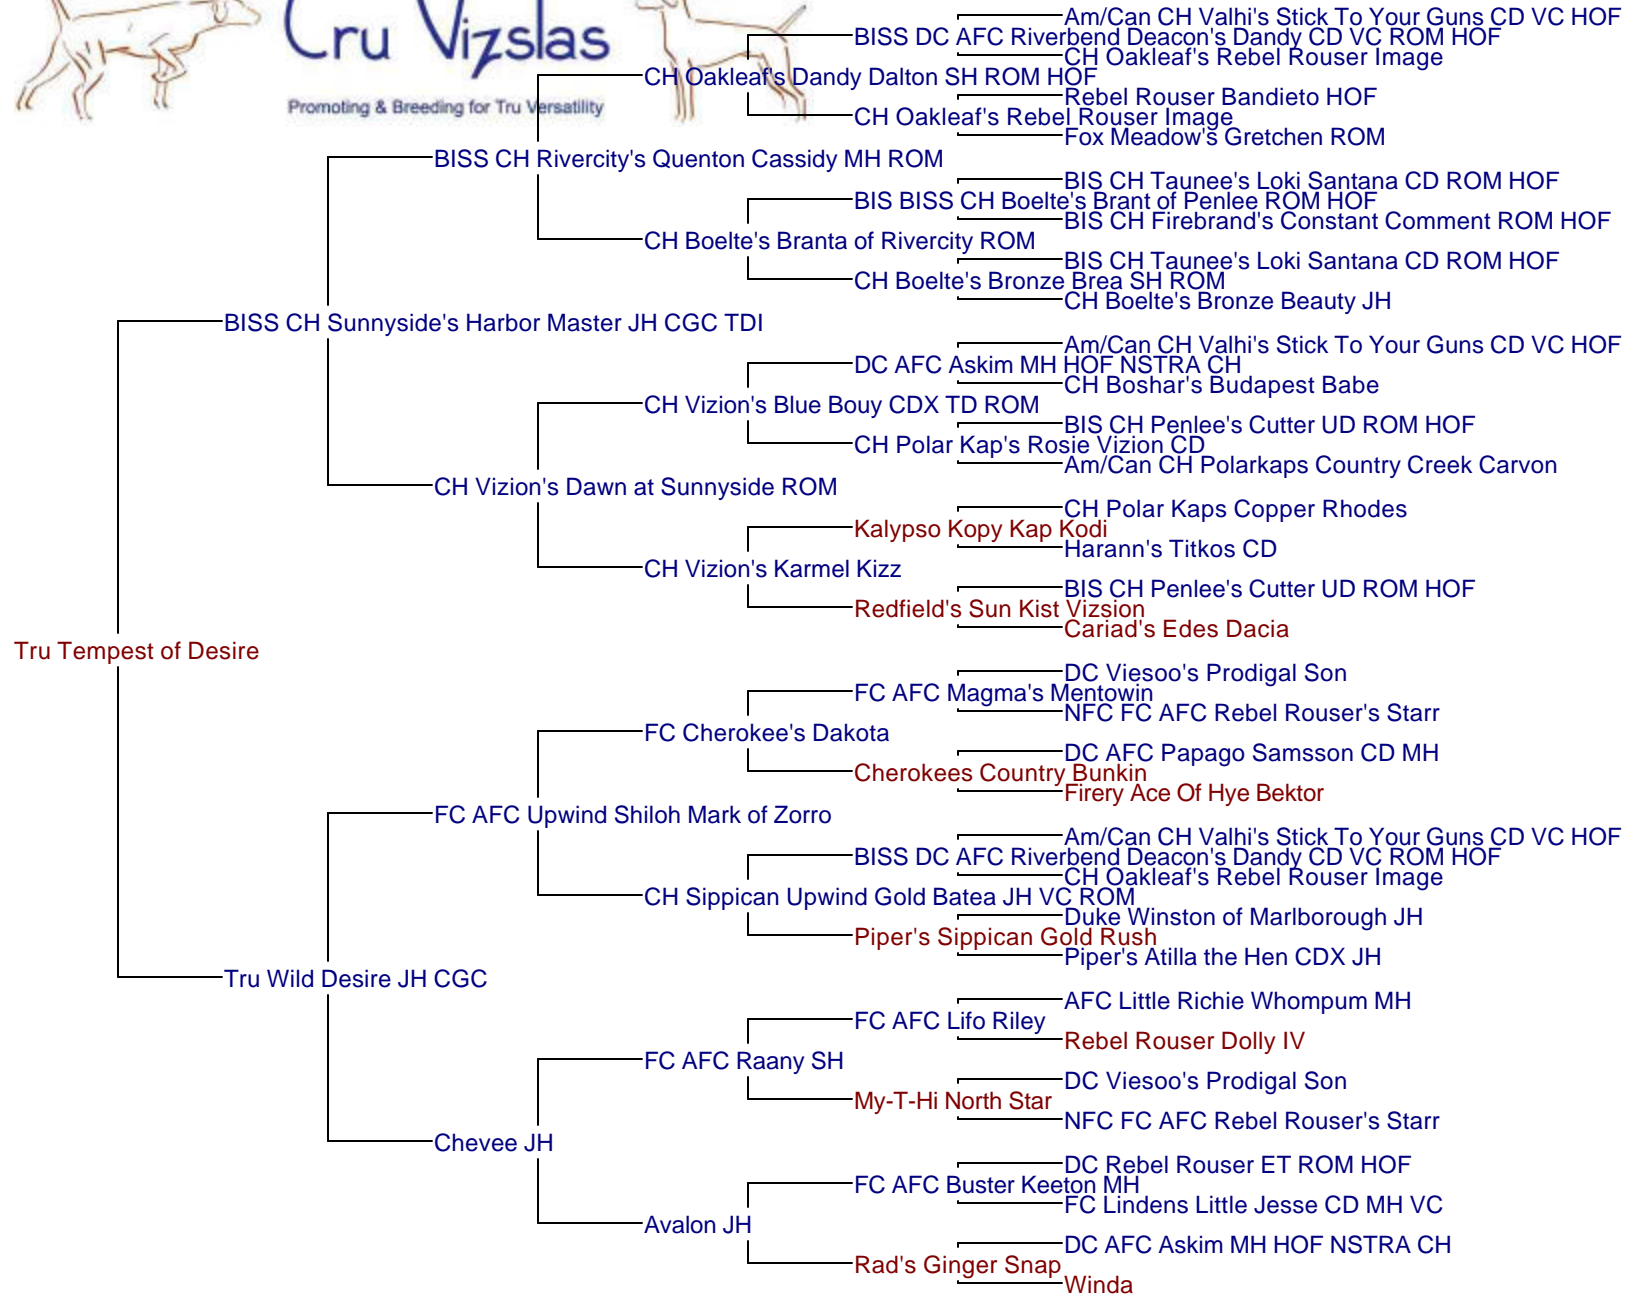 Cru Vizslas
Promoting & Breeding for Tru Versatility
Am/Can CH Valhi's Stick To Your Guns CD VC HOF
BISS DC AFC Riverbend Deacon's Dandy CD VC ROM HOF
CH Oakleaf's Rebel Rouser Image
CH Oakleaf's Dandy Dalton SH ROM HOF
Rebel Rouser Bandieto HOF
CH Oakleaf's Rebel Rouser Image
Fox Meadow's Gretchen ROM
BISS CH Rivercity's Quenton Cassidy MH ROM
BIS CH Taunee's Loki Santana CD ROM HOF
BIS BISS CH Boelte's Brant of Penlee ROM HOF
BIS CH Firebrand's Constant Comment ROM HOF
CH Boelte's Branta of Rivercity ROM
BIS CH Taunee's Loki Santana CD ROM HOF
CH Boelte's Bronze Brea SH ROM
CH Boelte's Bronze Beauty JH
BISS CH Sunnyside's Harbor Master JH CGC TDI
Am/Can CH Valhi's Stick To Your Guns CD VC HOF
DC AFC Askim MH HOF NSTRA CH
CH Boshar's Budapest Babe
CH Vizion's Blue Bouy CDX TD ROM
BIS CH Penlee's Cutter UD ROM HOF
CH Polar Kap's Rosie Vizion CD
Am/Can CH Polarkaps Country Creek Carvon
CH Vizion's Dawn at Sunnyside ROM
CH Polar Kaps Copper Rhodes
Kalypso Kopy Kap Kodi
Harann's Titkos CD
CH Vizion's Karmel Kizz
BIS CH Penlee's Cutter UD ROM HOF
Redfield's Sun Kist Vizsion
Cariad's Edes Dacia
Tru Tempest of Desire
DC Viesoo's Prodigal Son
FC AFC Magma's Mentowin
NFC FC AFC Rebel Rouser's Starr
FC Cherokee's Dakota
DC AFC Papago Samsson CD MH
Cherokees Country Bunkin
Firery Ace Of Hye Bektor
FC AFC Upwind Shiloh Mark of Zorro
Am/Can CH Valhi's Stick To Your Guns CD VC HOF
BISS DC AFC Riverbend Deacon's Dandy CD VC ROM HOF
CH Oakleaf's Rebel Rouser Image
CH Sippican Upwind Gold Batea JH VC ROM
Duke Winston of Marlborough JH
Piper's Sippican Gold Rush
Piper's Atilla the Hen CDX JH
Tru Wild Desire JH CGC
AFC Little Richie Whompum MH
FC AFC Lifo Riley
Rebel Rouser Dolly IV
FC AFC Raany SH
DC Viesoo's Prodigal Son
My-T-Hi North Star
NFC FC AFC Rebel Rouser's Starr
Chevee JH
DC Rebel Rouser ET ROM HOF
FC AFC Buster Keeton MH
FC Lindens Little Jesse CD MH VC
Avalon JH
DC AFC Askim MH HOF NSTRA CH
Rad's Ginger Snap
Winda